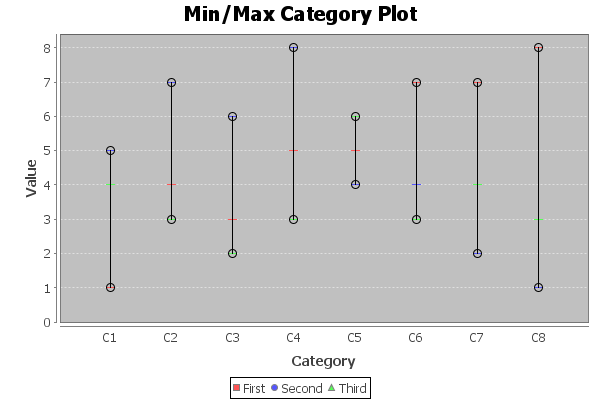 Min/Max Category Plot
Value
8
7
6
5
4
3
2
1
0
C1 C2 C3 C4 C5 C6 C7 C8
Category
First Second Third